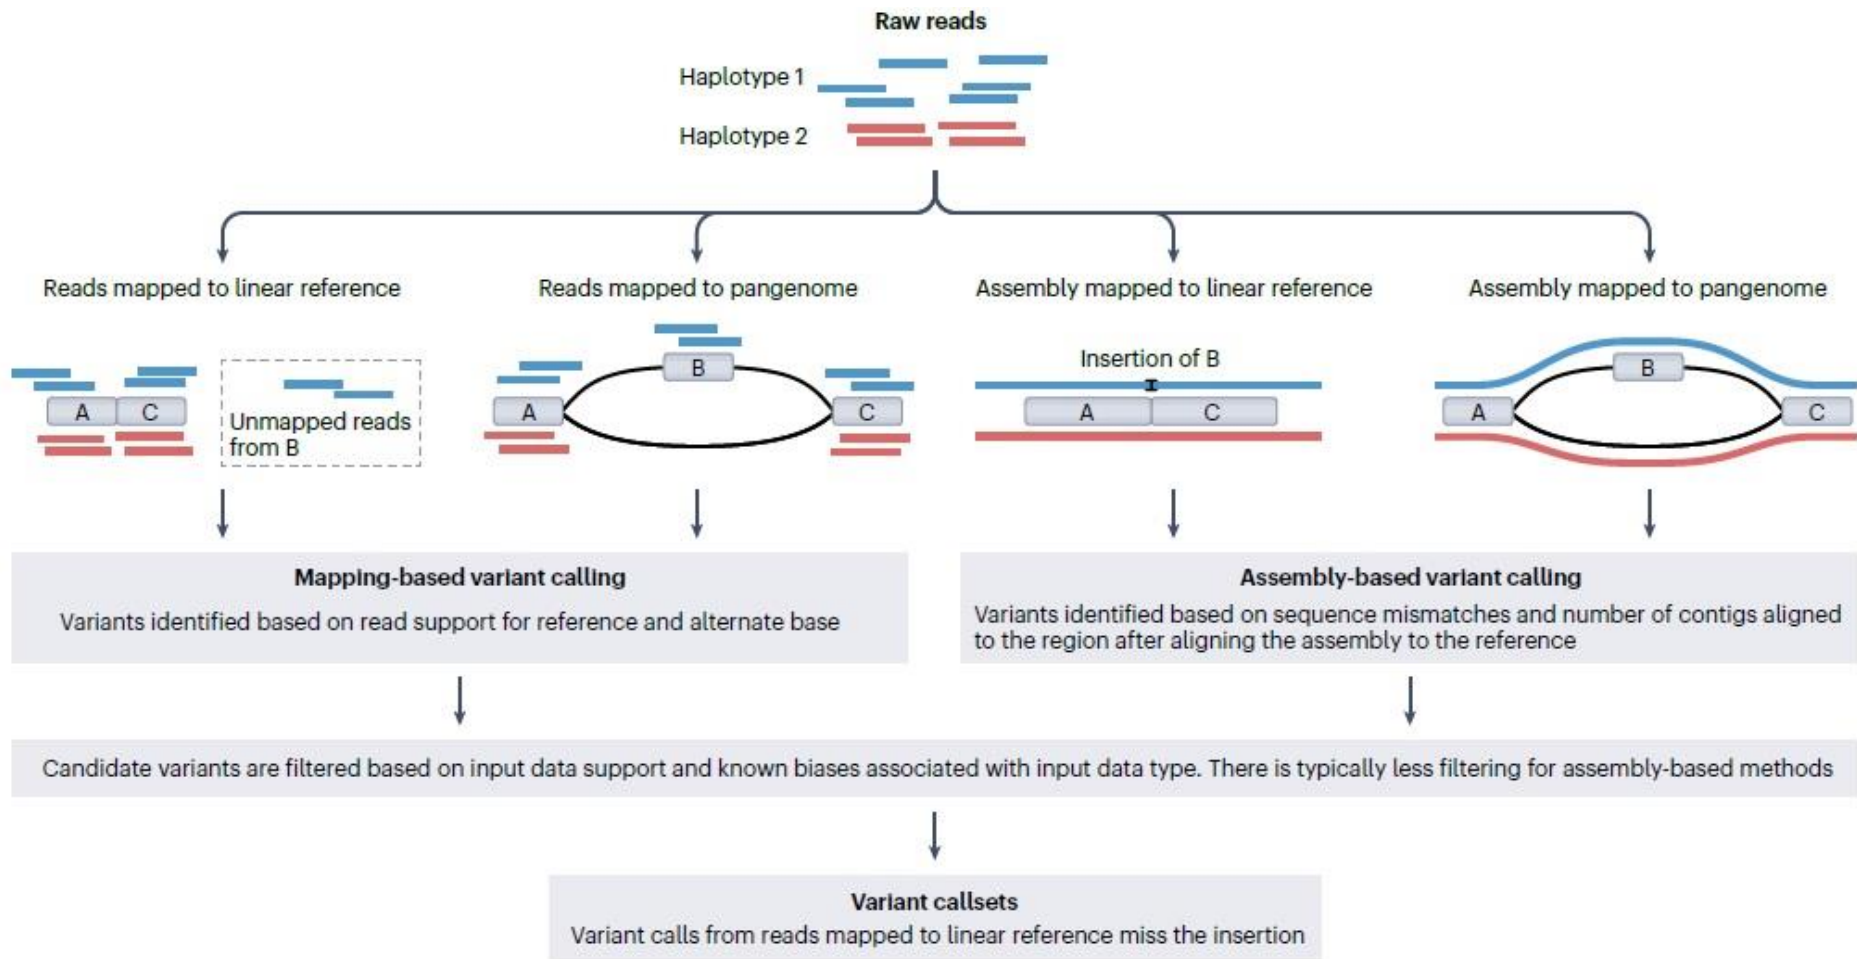 Raw reads
Haplotype 1
Haplotype 2
Reads mapped to linear reference
Reads mapped to pangenome
Assembly mapped to linear reference
Assembly mapped to pangenome
A
C
Unmapped reads
from B
A
B
C
Insertion of B
A
C
A
B
C
Mapping-based variant calling
Variants identified based on read support for reference and alternate base
Assembly-based variant calling
Variants identified based on sequence mismatches and number of contigs aligned
to the region after aligning the assembly to the reference
Candidate variants are filtered based on input data support and known biases associated with input data type. There is typically less filtering for assembly-based methods
Variant callsets
Variant calls from reads mapped to linear reference miss the insertion